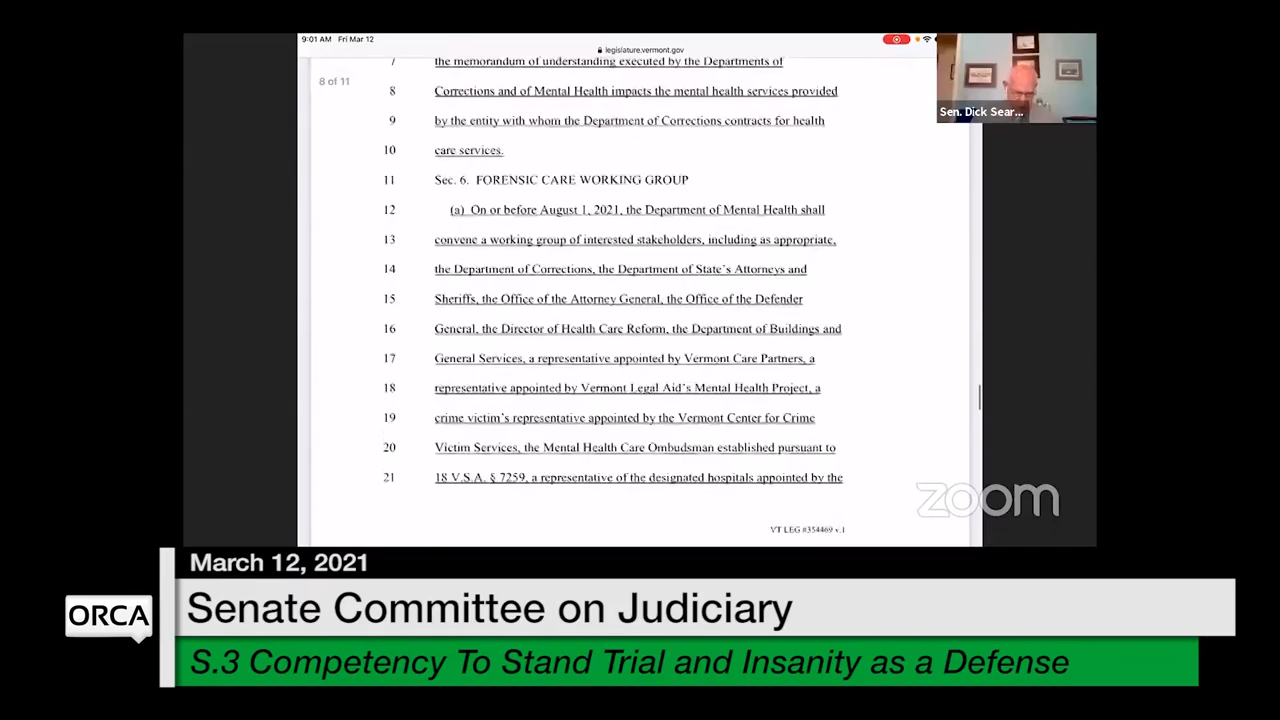 9:01 AM Fri Mar 12
legislature.vermont.gov
8 of 11
7 the memorandum of understanding executed by the Departments of
8 Corrections and of Mental Health impacts the mental health services provided
9 by the entity with whom the Department of Corrections contracts for health
10 care services.
11 Sec. 6. FORENSIC CARE WORKING GROUP
12 (a) On or before August 1, 2021, the Department of Mental Health shall
13 convene a working group of interested stakeholders, including as appropriate,
14 the Department of Corrections, the Department of State's Attorneys and
15 Sheriffs, the Office of the Attorney General, the Office of the Defender
16 General, the Director of Health Care Reform, the Department of Buildings and
17 General Services, a representative appointed by Vermont Care Partners, a
18 representative appointed by Vermont Legal Aid's Mental Health Project, a
19 crime victim's representative appointed by the Vermont Center for Crime
20 Victim Services, the Mental Health Care Ombudsman established pursuant to
21 18 V.S.A. § 7259, a representative of the designated hospitals appointed by the
VT LEG #354469 v.1
Sen. Dick Sear...
zoom
March 12, 2021
ORCA
Senate Committee on Judiciary
S.3 Competency To Stand Trial and Insanity as a Defense